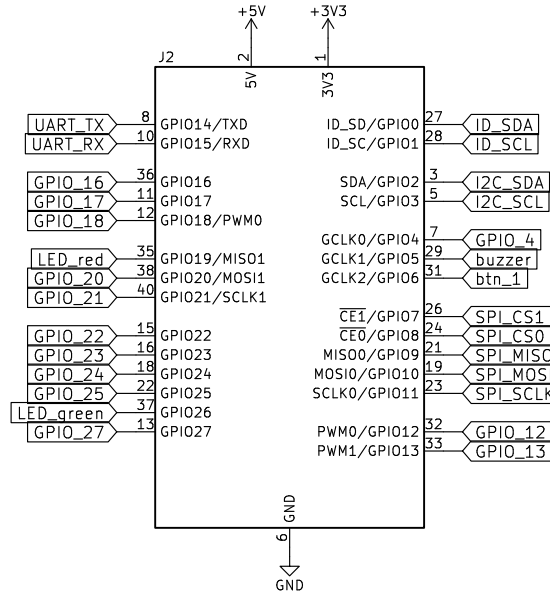 +5V +3V3
J2 2 1
5V 3V3
UART_TX 8 GPIO14/TXD ID_SD/GPIO0 27 ID_SDA
UART_RX 10 GPIO15/RXD ID_SC/GPIO1 28 ID_SCL
GPIO_16 36 GPIO16 SDA/GPIO2 3 I2C_SDA
GPIO_17 11 GPIO17 SCL/GPIO3 5 I2C_SCL
GPIO_18 12 GPIO18/PWM0
GCLK0/GPIO4 7 GPIO_4
LED_red 35 GPIO19/MISO1 GCLK1/GPIO5 29 buzzer
GPIO_20 38 GPIO20/MOSI1 GCLK2/GPIO6 31 btn_1
GPIO_21 40 GPIO21/SCLK1
CE1/GPIO7 26 SPI_CS1
GPIO_22 15 GPIO22 CE0/GPIO8 24 SPI_CS0
GPIO_23 16 GPIO23 MISO0/GPIO9 21 SPI_MISO
GPIO_24 18 GPIO24 MOSI0/GPIO10 19 SPI_MOSI
GPIO_25 22 GPIO25 SCLK0/GPIO11 23 SPI_SCLK
LED_green 37 GPIO26
GPIO_27 13 GPIO27 PWM0/GPIO12 32 GPIO_12
PWM1/GPIO13 33 GPIO_13
GND
6
GND